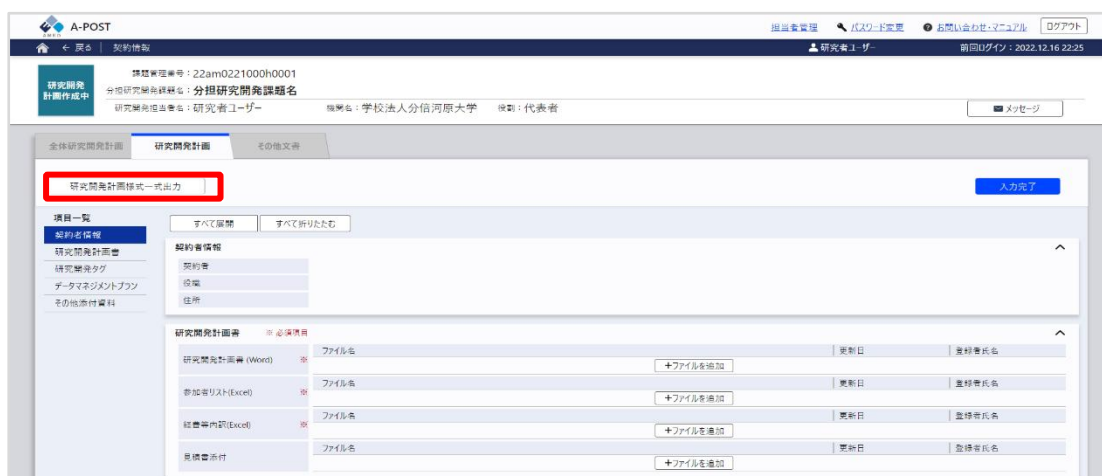 A-POST
AMED
担当者管理 パスワード変更 お問い合わせ・マニュアル ログアウト
← 戻る 契約情報 研究者ユーザー 前回ログイン：2022.12.16 22:25
研究開発
計画作成中
課題管理番号：22am0221000h0001
分担研究開発課題名：分担研究開発課題名
研究開発担当者名：研究者ユーザー 機関名：学校法人分倍河原大学 役割：代表者
メッセージ
全体研究開発計画 研究開発計画 その他文書
研究開発計画様式一式出力 入力完了
項目一覧
契約者情報
研究開発計画書
研究開発タグ
データマネジメントプラン
その他添付資料
すべて展開 すべて折りたたむ
契約者情報
契約者
役職
住所
研究開発計画書 ※ 必須項目
研究開発計画書 (Word) ※ ファイル名 更新日 登録者氏名
+ファイルを追加
参加者リスト(Excel) ※ ファイル名 更新日 登録者氏名
+ファイルを追加
経費等内訳(Excel) ※ ファイル名 更新日 登録者氏名
+ファイルを追加
見積書添付 ファイル名 更新日 登録者氏名
+ファイルを追加